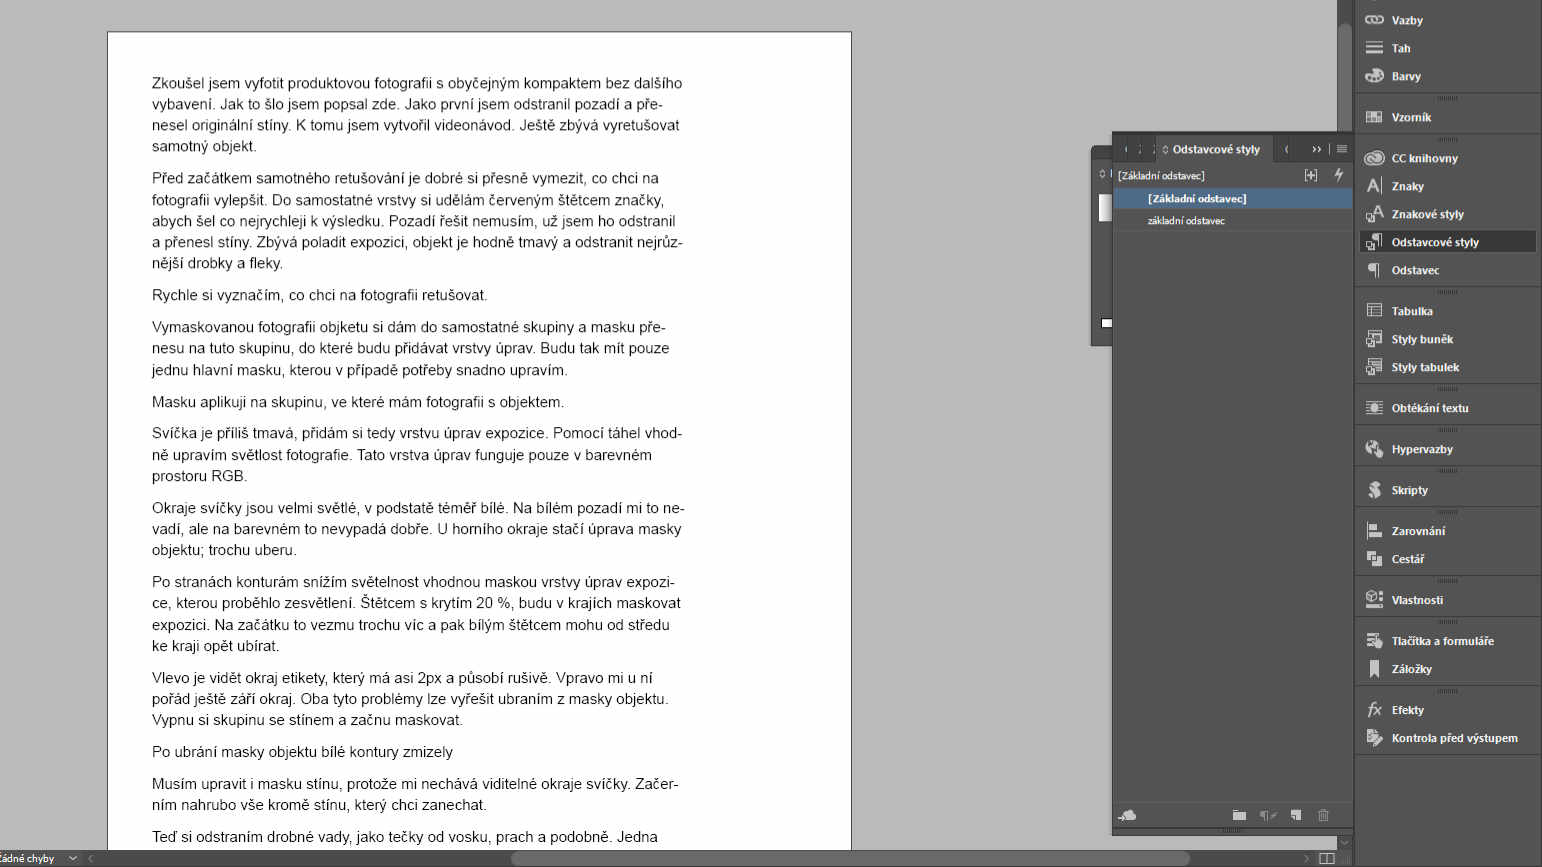 Zkoušel jsem vyfotit produktovou fotografii s obyčejným kompaktem bez dalšího
vybavení. Jak to šlo jsem popsal zde. Jako první jsem odstranil pozadí a pře-
nesel originální stíny. K tomu jsem vytvořil videonávod. Ještě zbývá vyretušovat
samotný objekt.
Před začátkem samotného retušování je dobré si přesně vymezit, co chci na
fotografii vylepšit. Do samostatné vrstvy si udělám červeným štětcem značky,
abych šel co nejrychleji k výsledku. Pozadí řešit nemusím, už jsem ho odstranil
a přenesl stíny. Zbývá poladit expozici, objekt je hodně tmavý a odstranit nejrůz-
nější drobky a fleky.
Rychle si vyznačím, co chci na fotografii retušovat.
Vymaskovanou fotografii objketu si dám do samostatné skupiny a masku pře-
nesu na tuto skupinu, do které budu přidávat vrstvy úprav. Budu tak mít pouze
jednu hlavní masku, kterou v případě potřeby snadno upravím.
Masku aplikuji na skupinu, ve které mám fotografii s objektem.
Svíčka je příliš tmavá, přidám si tedy vrstvu úprav expozice. Pomocí táhel vhod-
ně upravím světlost fotografie. Tato vrstva úprav funguje pouze v barevném
prostoru RGB.
Okraje svíčky jsou velmi světlé, v podstatě téměř bílé. Na bílém pozadí mi to ne-
vadí, ale na barevném to nevypadá dobře. U horního okraje stačí úprava masky
objektu; trochu uberu.
Po stranách konturám snížím světelnost vhodnou maskou vrstvy úprav expozi-
ce, kterou proběhlo zesvětlení. Štětcem s krytím 20 %, budu v krajích maskovat
expozici. Na začátku to vezmu trochu víc a pak bílým štětcem mohu od středu
ke kraji opět ubírat.
Vlevo je vidět okraj etikety, který má asi 2px a působí rušivě. Vpravo mi u ní
pořád ještě září okraj. Oba tyto problémy lze vyřešit ubraním z masky objektu.
Vypnu si skupinu se stínem a začnu maskovat.
Po ubrání masky objektu bílé kontury zmizely
Musím upravit i masku stínu, protože mi nechává viditelné okraje svíčky. Začer-
ním nahrubo vše kromě stínu, který chci zanechat.
Teď si odstraním drobné vady, jako tečky od vosku, prach a podobně. Jedna
Žádné chyby
Odstavcové styly
[Základní odstavec]
[Základní odstavec]
základní odstavec
Vazby
Tah
Barvy
Vzorník
CC knihovny
Znaky
Znakové styly
Odstavcové styly
Odstavec
Tabulka
Styly buněk
Styly tabulek
Obtékání textu
Hypervazby
Skripty
Zarovnání
Cestář
Vlastnosti
Tlačítka a formuláře
Záložky
Efekty
Kontrola před výstupem